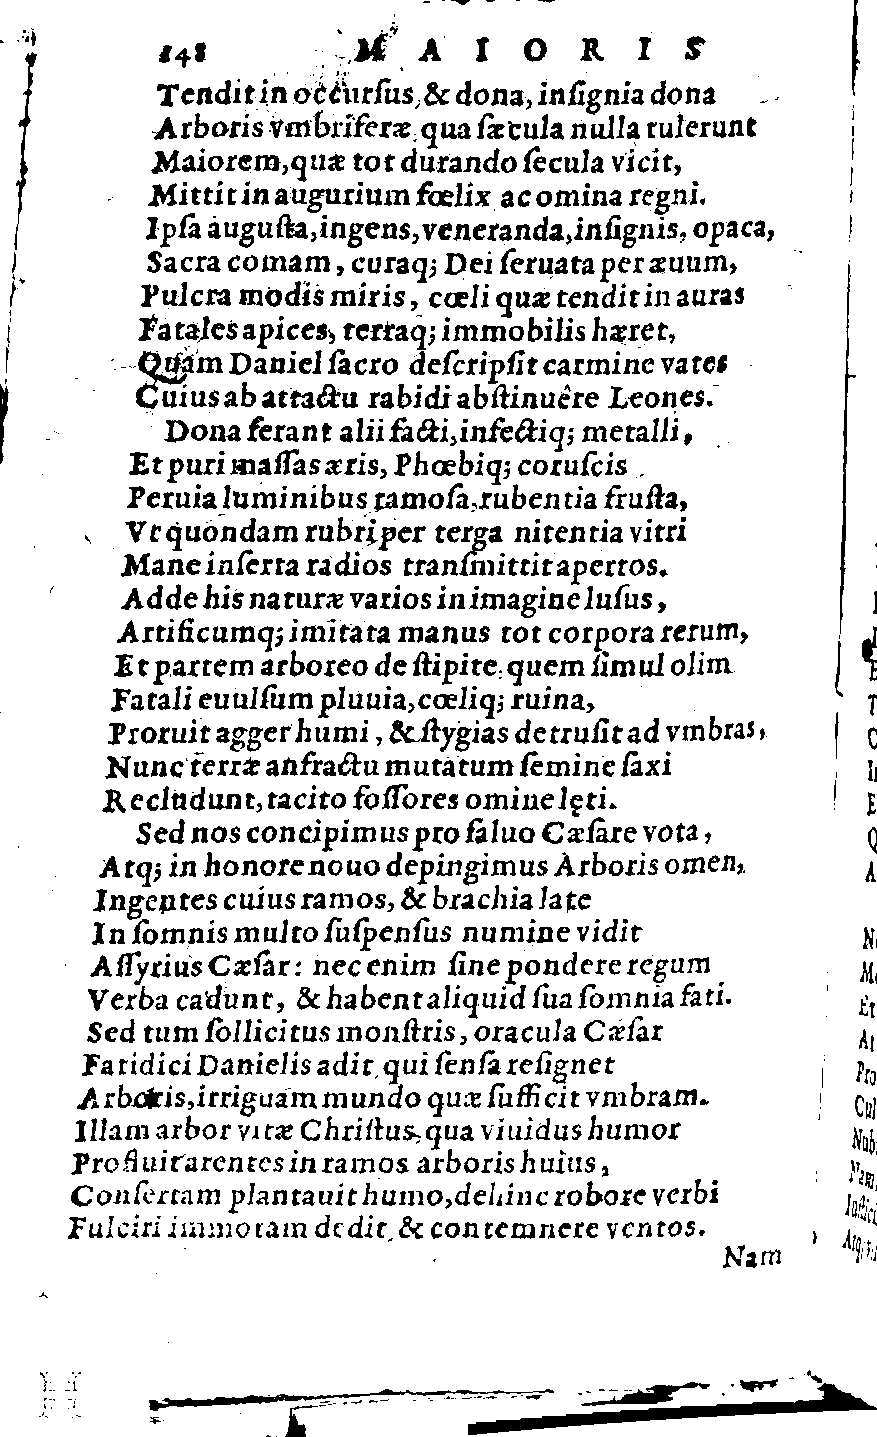 148 MAIORIS
Tendit in occurſus, & dona, inſignia dona
Arboris vmbriferæ, qua ſæcula nulla tulerunt
Maiorem, quæ tot durando ſecula vicit,
Mittit in augurium fœlix ac omina regni.
Ipſa auguſta, ingens, veneranda, inſignis, opaca,
Sacra comam, curaq; Dei ſeruata per æuum,
Pulcra modis miris, cœli quæ tendit in auras
Fatales apices, terraq; immobilis hæret,
Quam Daniel ſacro deſcripſit carmine vates
Cuius ab attactu rabidi abſtinuêre Leones.
Dona ferant alii facti, infectiq; metalli,
Et puri maſſas æris, Phœbiq; coruſcis
Peruia luminibus ramoſa, rubentia fruſta,
Vt quondam rubri per terga nitentia vitri
Mane inſerta radios tranſmittit apertos.
Adde his naturæ varios in imagine luſus,
Artificumq; imitata manus tot corpora rerum,
Et partem arboreo de ſtipite, quem ſimul olim
Fatali euulſum pluuia, cœliq; ruina,
Proruit agger humi, & ſtygias detruſit ad vmbras,
Nunc terræ anfractu mutatum ſemine ſaxi
Recludunt, tacito foſſores omine lęti.
Sed nos concipimus pro ſaluo Cæſare vota,
Atq; in honore nouo depingimus Arboris omen,
Ingentes cuius ramos, & brachia late
In ſomnis multo ſuſpenſus numine vidit
Aſſyrius Cæſar: nec enim ſine pondere regum
Verba cadunt, & habent aliquid ſua ſomnia fati.
Sed tum ſollicitus monſtris, oracula Cæſar
Fatidici Danielis adit, qui ſenſa reſignet
Arboris, irriguam mundo quæ ſufficit vmbram.
Illam arbor vitæ Chriſtus, qua viuidus humor
Profluit arentes in ramos arboris huius,
Conſertam plantauit humo, dehinc robore verbi
Fulciri immotam dedit, & contemnere ventos.
Nam